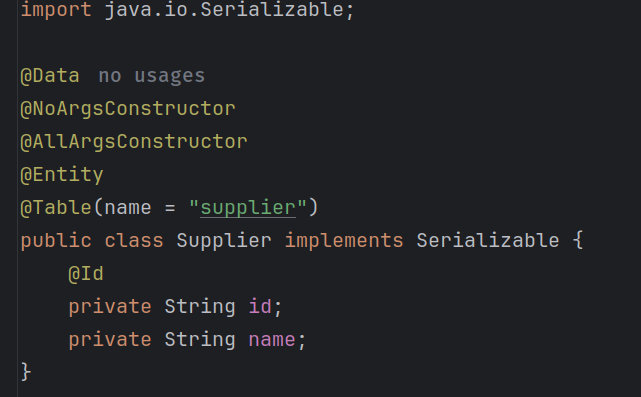 import java.io.Serializable;
@Data no usages
@NoArgsConstructor
@AllArgsConstructor
@Entity
@Table(name = "supplier")
public class Supplier implements Serializable {
    @Id
    private String id;
    private String name;
}